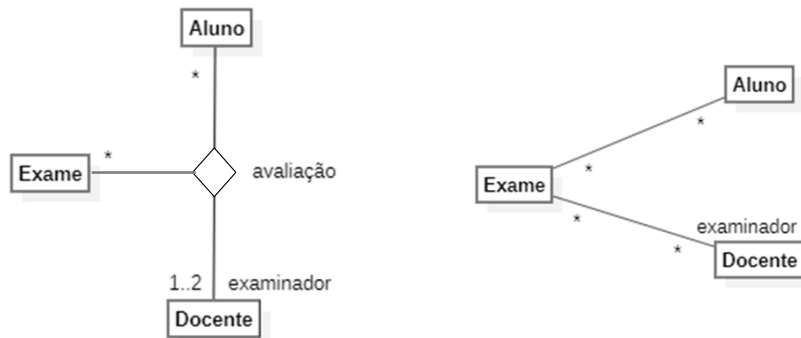 Aluno
*
Exame
*
avaliação
1..2
examinador
Docente
Aluno
*
Exame
*
*
*
examinador
Docente